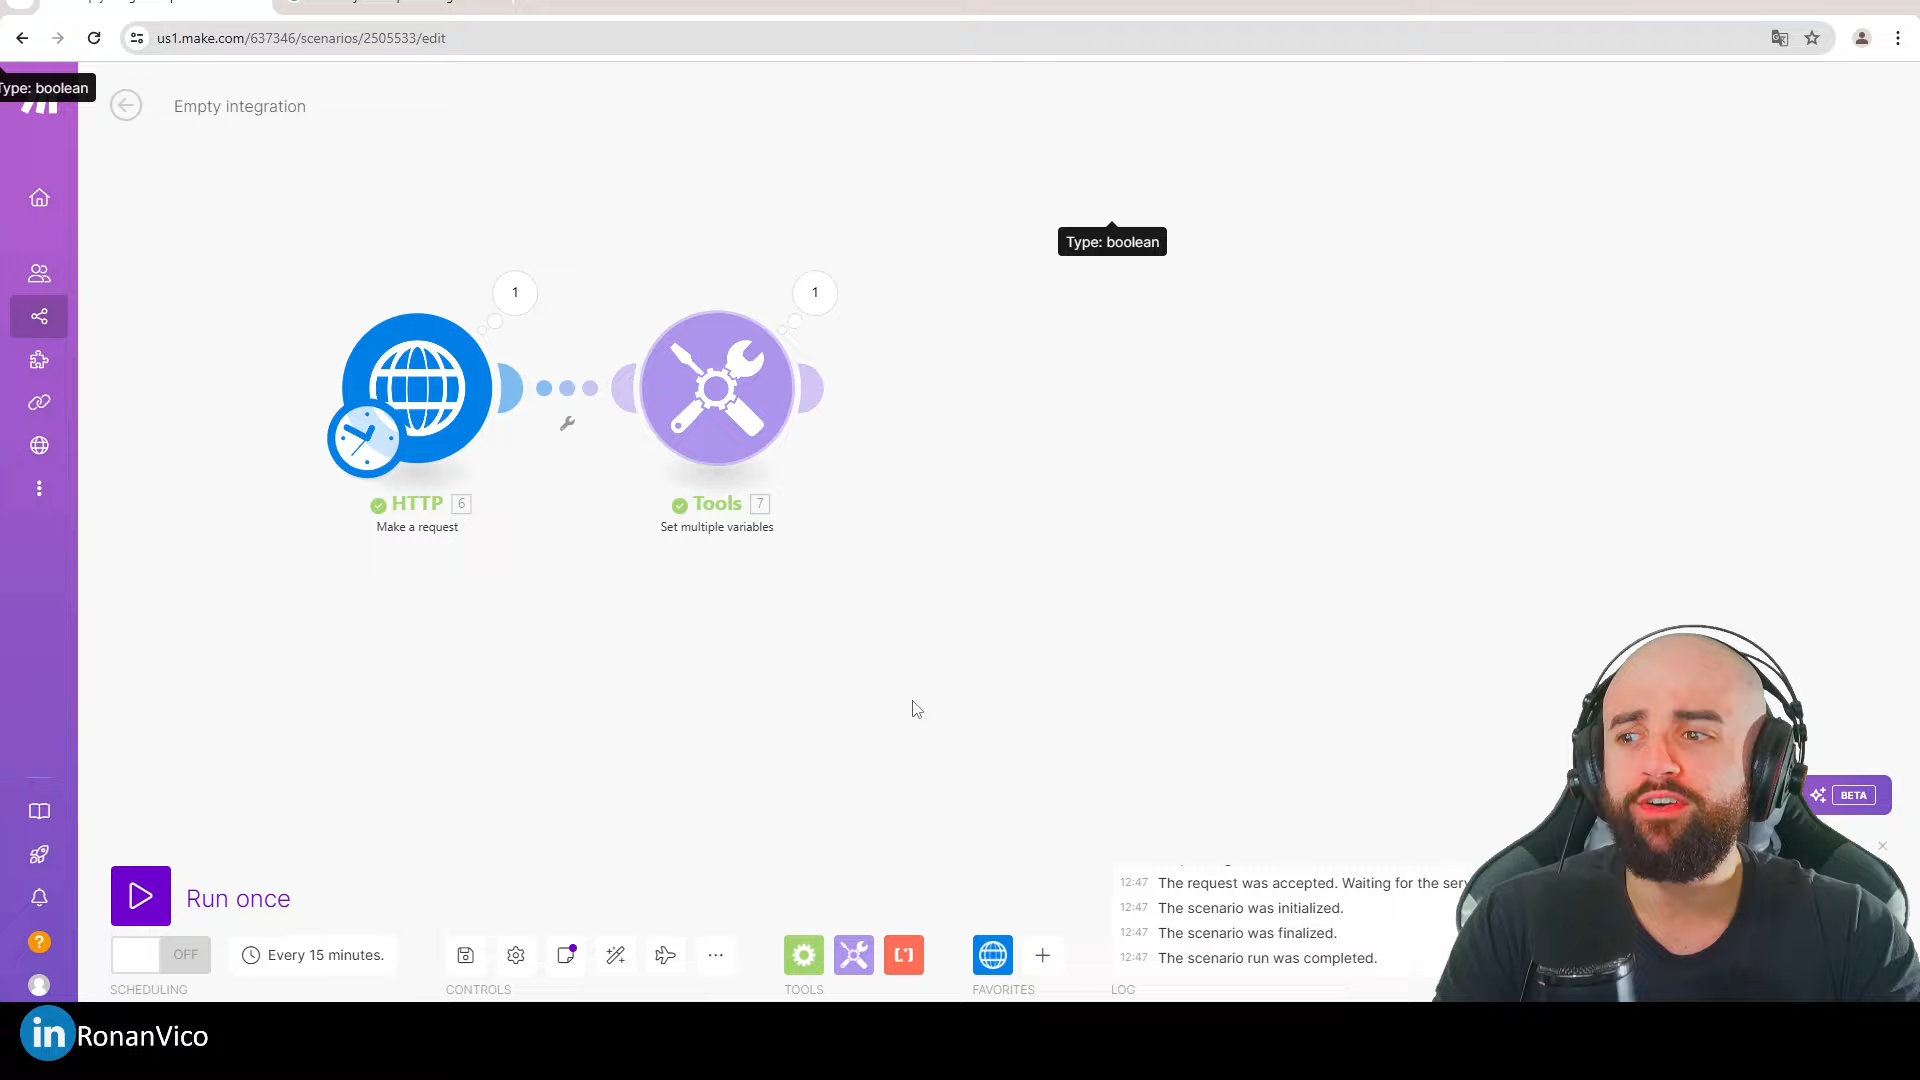 us1.make.com/637346/scenarios/2505533/edit
Type: boolean
Empty integration
Type: boolean
1
1
HTTP 6
Make a request
Tools 7
Set multiple variables
BETA
Run once
12:47 The request was accepted. Waiting for the serv
12:47 The scenario was initialized.
12:47 The scenario was finalized.
12:47 The scenario run was completed.
OFF
Every 15 minutes.
SCHEDULING
CONTROLS
TOOLS
FAVORITES
LOG
in RonanVico